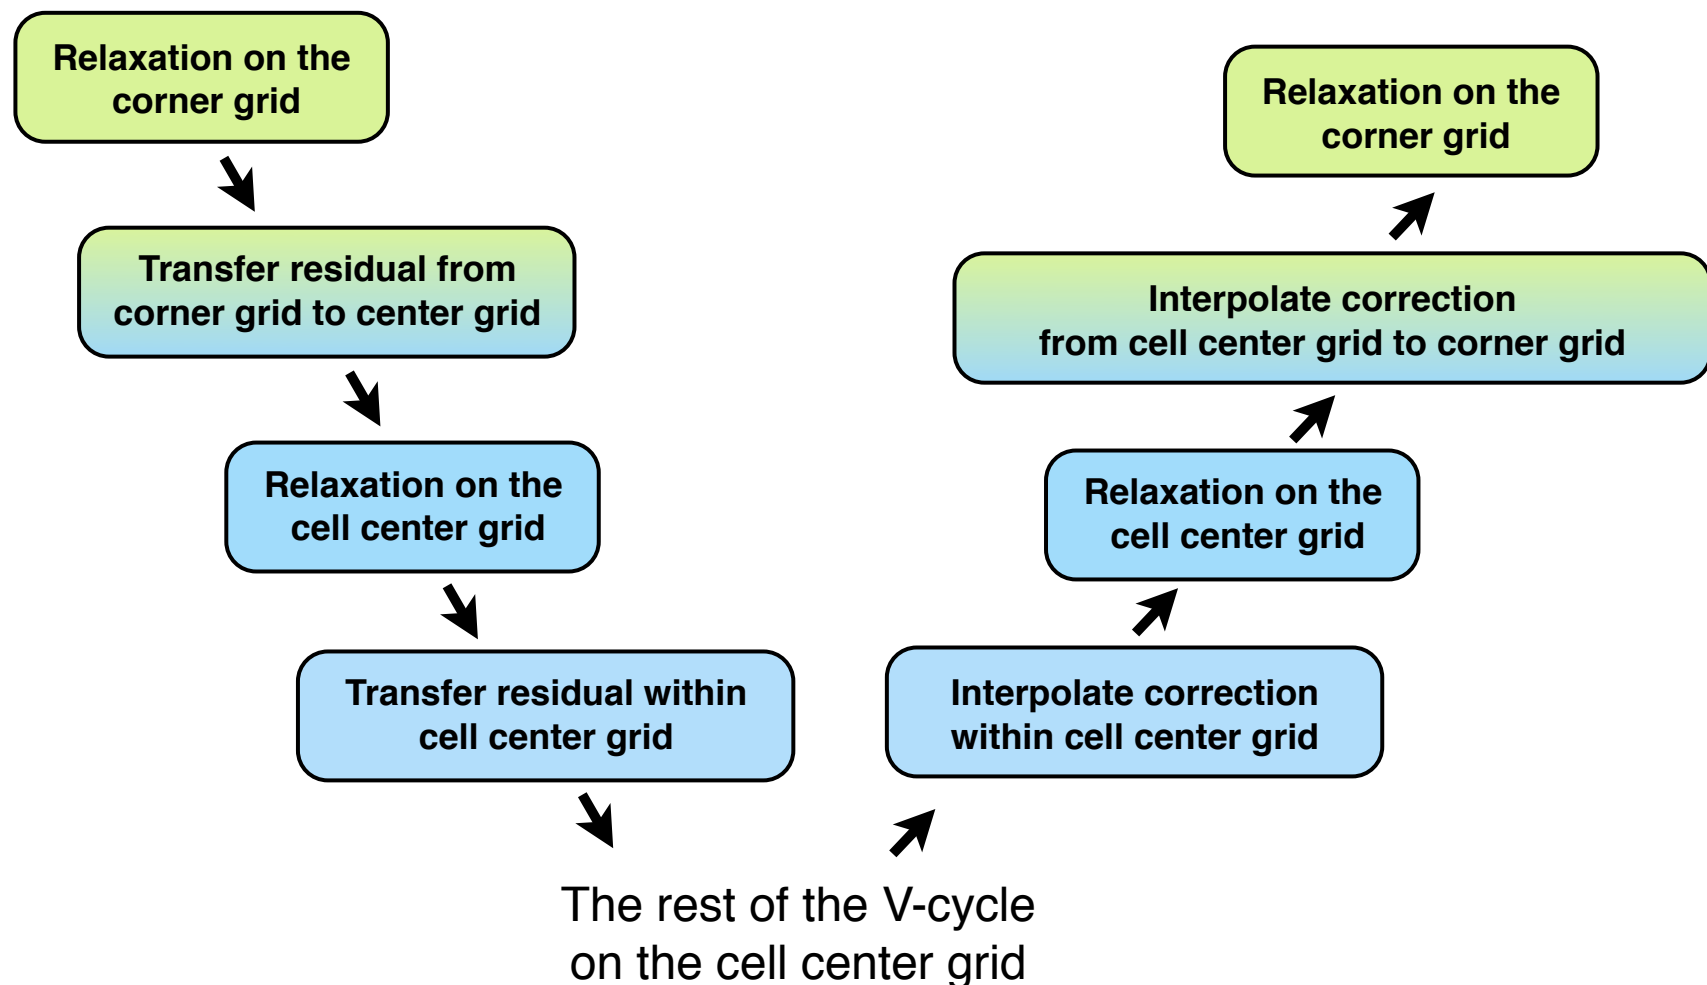 Relaxation on the
corner grid
Transfer residual from
corner grid to center grid
Relaxation on the
cell center grid
Transfer residual within
cell center grid
The rest of the V-cycle
on the cell center grid
Interpolate correction
within cell center grid
Relaxation on the
cell center grid
Interpolate correction
from cell center grid to corner grid
Relaxation on the
corner grid